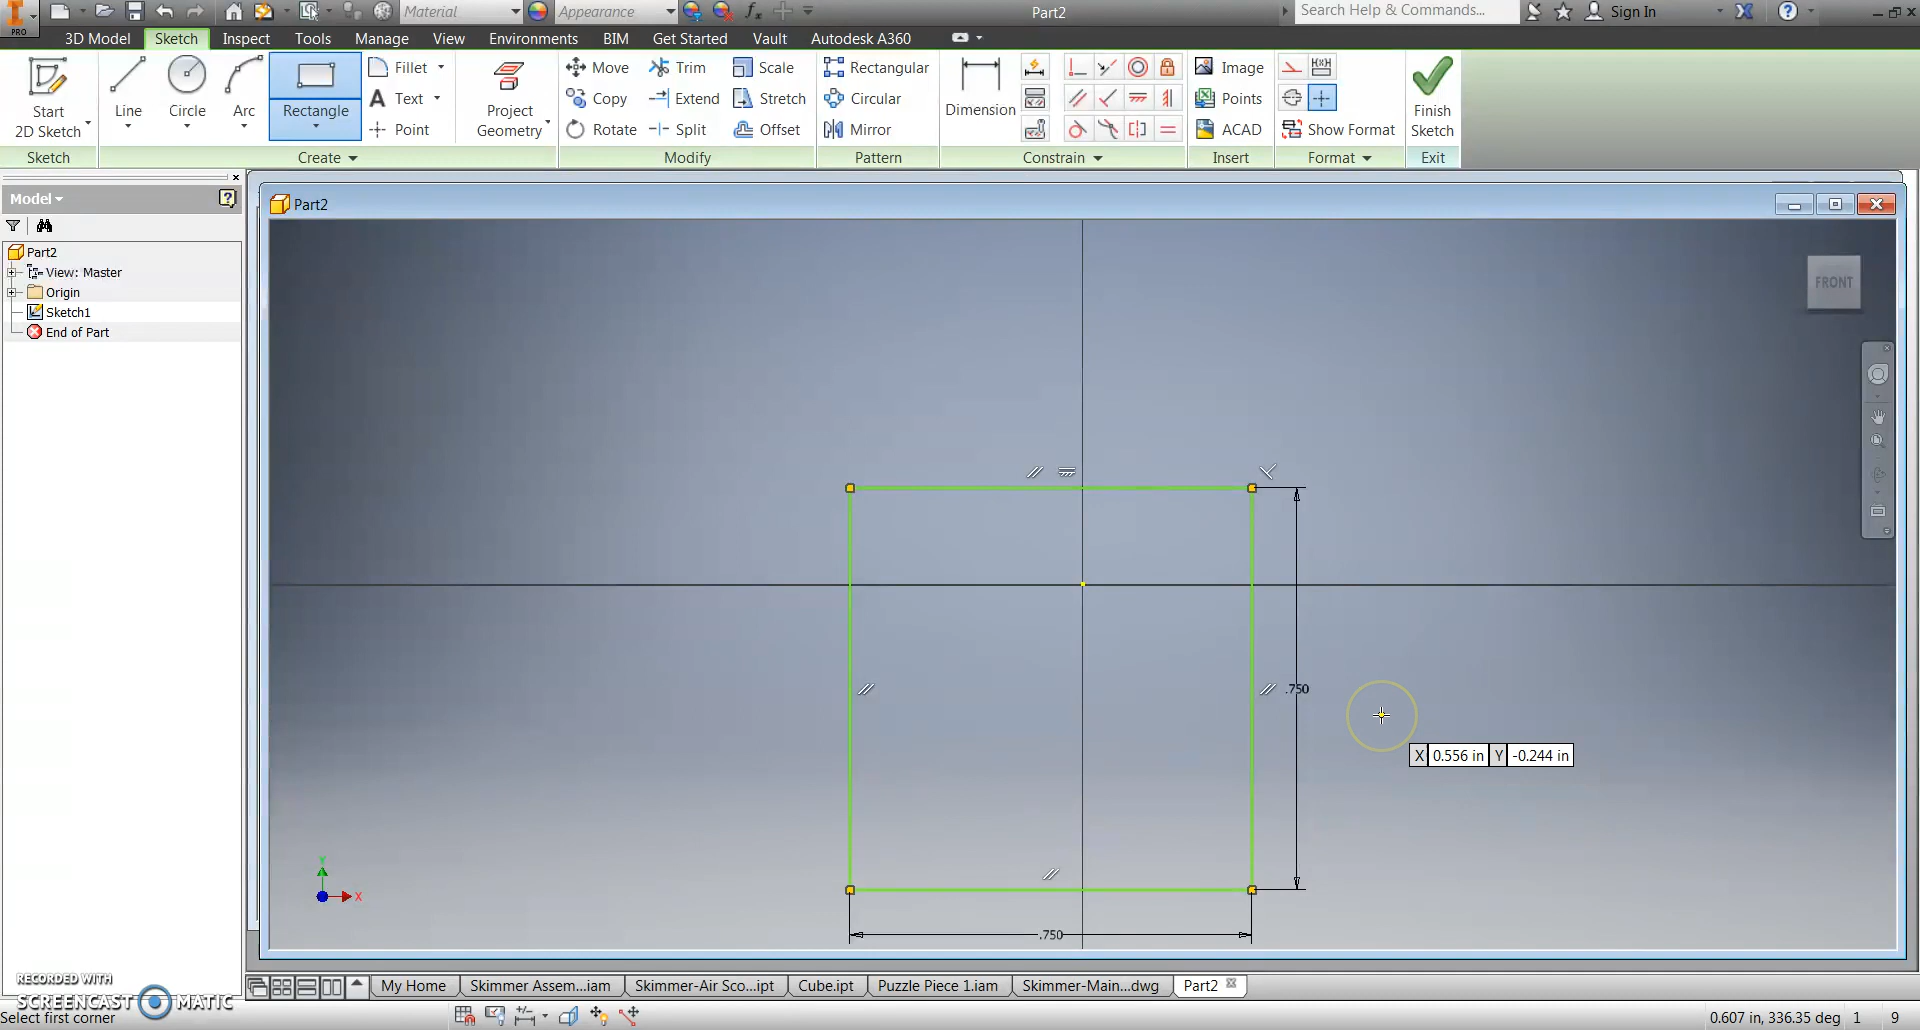 PRO
Material
Appearance
Part2
Search Help & Commands...
Sign In
3D Model Sketch Inspect Tools Manage View Environments BIM Get Started Vault Autodesk A360
Start
2D Sketch
Line
Circle
Arc
Rectangle
Fillet
Text
Point
Project
Geometry
Move
Copy
Rotate
Trim
Extend
Split
Scale
Stretch
Offset
Rectangular
Circular
Mirror
Dimension
Image
Points
ACAD
Show Format
Finish
Sketch
Sketch Create Modify Pattern Constrain Insert Format Exit
Model
Part2
View: Master
Origin
Sketch1
End of Part
Part2
FRONT
.750
X 0.556 in Y -0.244 in
.750
Y
X
RECORDED WITH
SCREENCAST MATIC
My Home Skimmer Assem...iam Skimmer-Air Sco...ipt Cube.ipt Puzzle Piece 1.iam Skimmer-Main...dwg Part2
Select first corner
0.607 in, 336.35 deg 1 9